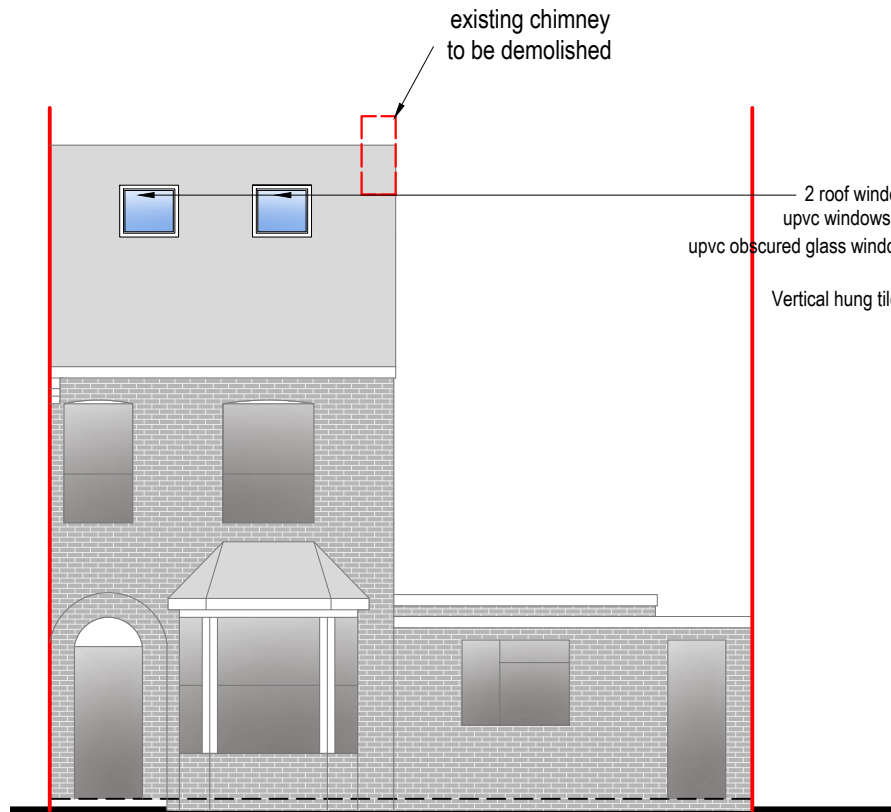 existing chimney
to be demolished
2 roof
upvc windows
upvc obscured glass
Vertical hung